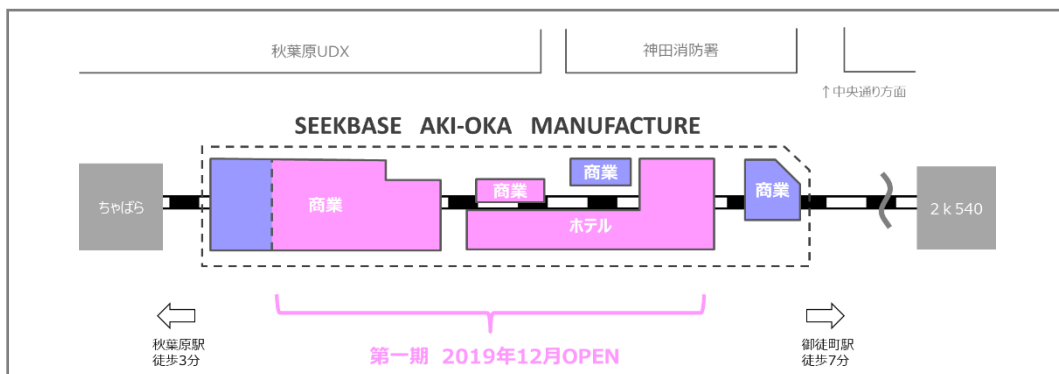 秋葉原UDX
神田消防署
↑中央通り方面
SEEKBASE AKI-OKA MANUFACTURE
ちゃばら
商業
商業
商業
ホテル
商業
2k540
秋葉原駅
徒歩3分
第一期 2019年12月OPEN
御徒町駅
徒歩7分